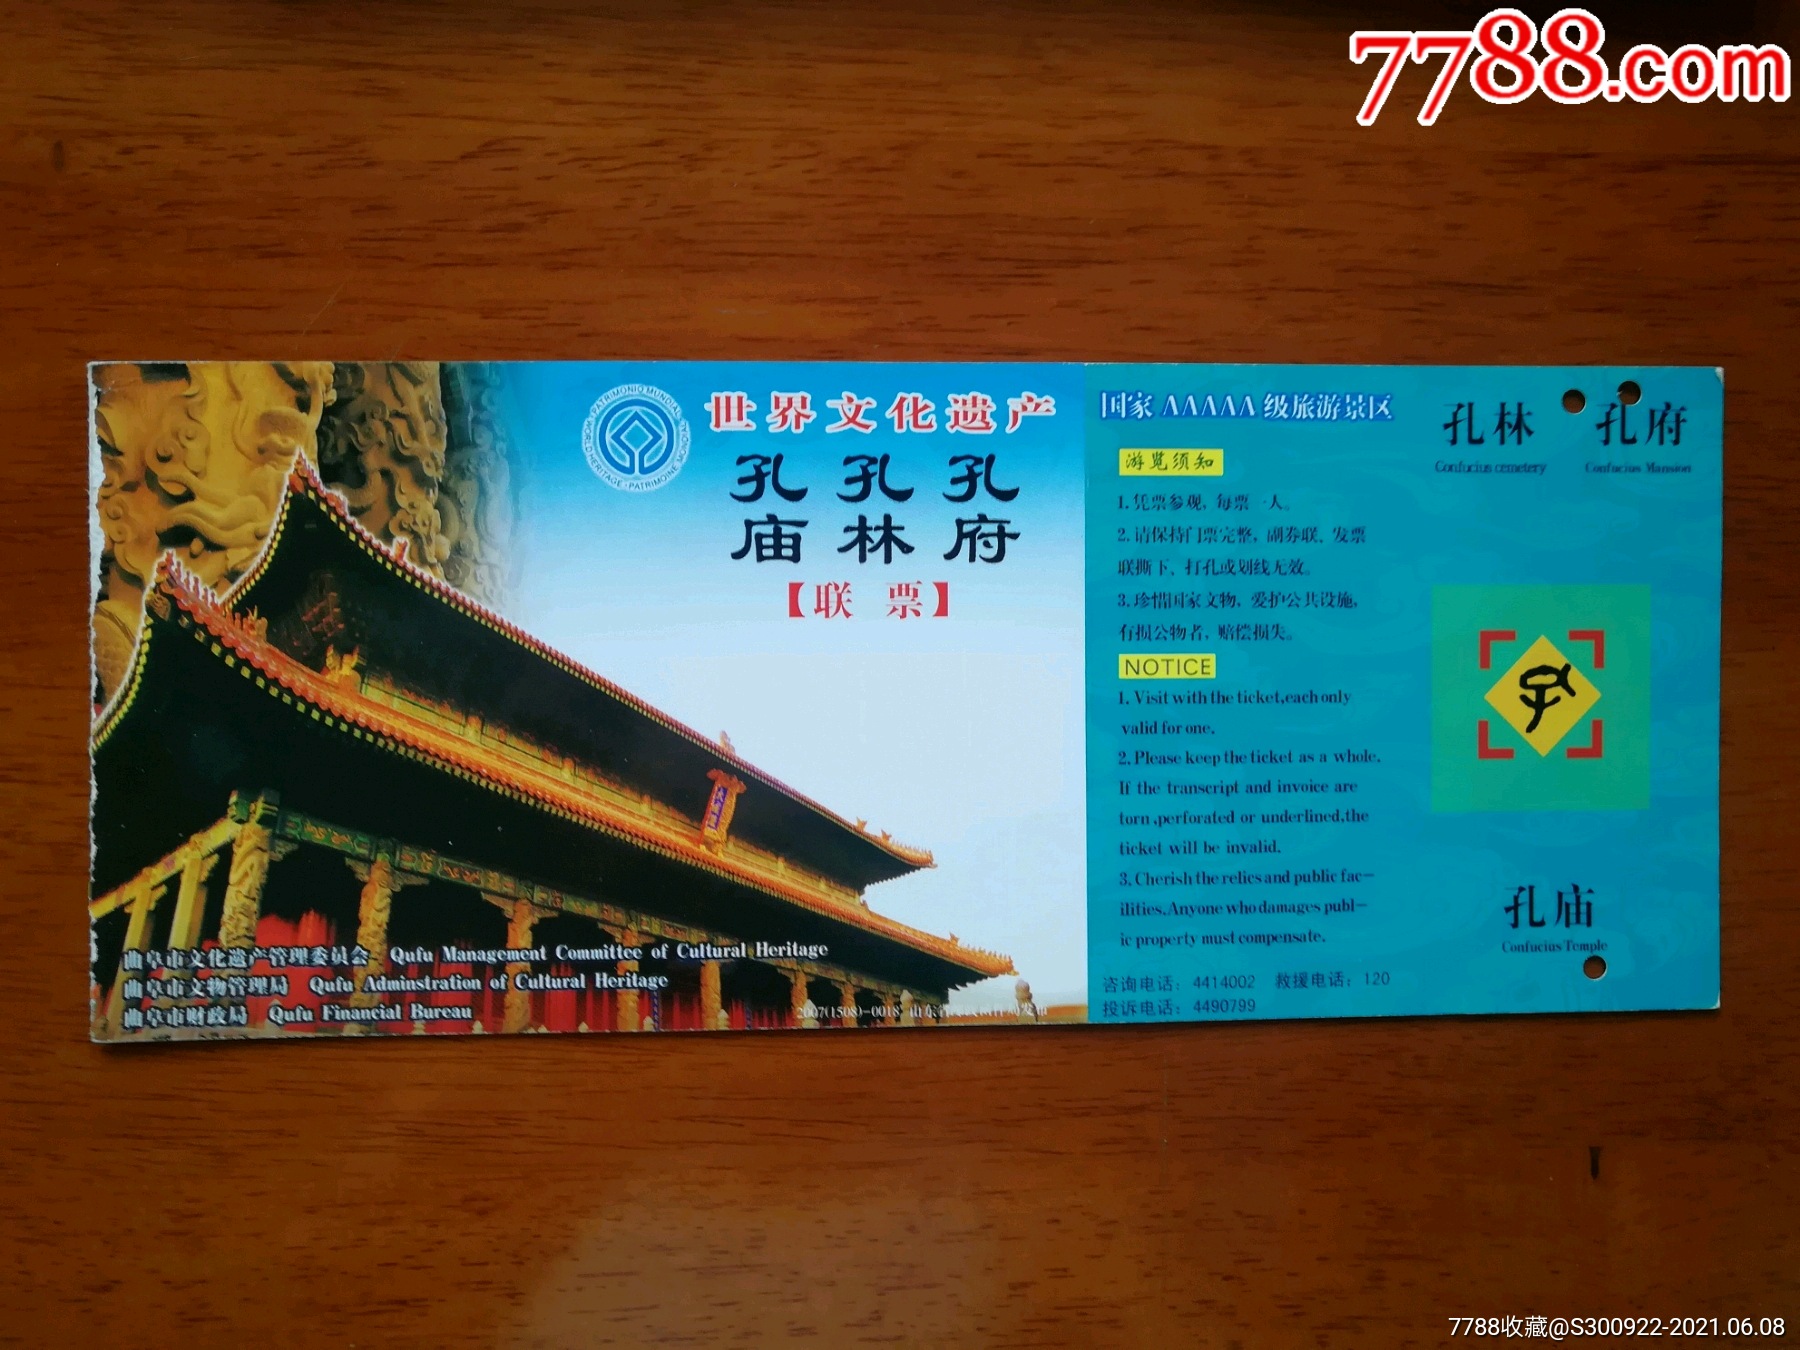 7788.com
PATRIMONIO MUNDIAL
WORLD HERITAGE · PATRIMOINE MONDIAL
世界文化遗产
孔庙 孔林 孔府
【联 票】
曲阜市文化遗产管理委员会 Qufu Management Committee of Cultural Heritage
曲阜市文物管理局 Qufu Adminstration of Cultural Heritage
曲阜市财政局 Qufu Financial Bureau
2007(1508)-0018
国家AAAAA级旅游景区
游览须知
1.凭票参观，每票一人。
2.请保持门票完整，副券联、发票
联撕下、打孔或划线无效。
3.珍惜国家文物，爱护公共设施，
有损公物者，赔偿损失。
NOTICE
1. Visit with the ticket,each only
valid for one.
2. Please keep the ticket as a whole.
If the transcript and invoice are
torn ,perforated or underlined,the
ticket will be invalid.
3. Cherish the relics and public fac-
ilities.Anyone who damages publ-
ic property must compensate.
咨询电话：4414002 救援电话：120
投诉电话：4490799
孔林 孔府
Confucius cemetery Confucius Mansion
孔庙
Confucius Temple
7788收藏@S300922-2021.06.08